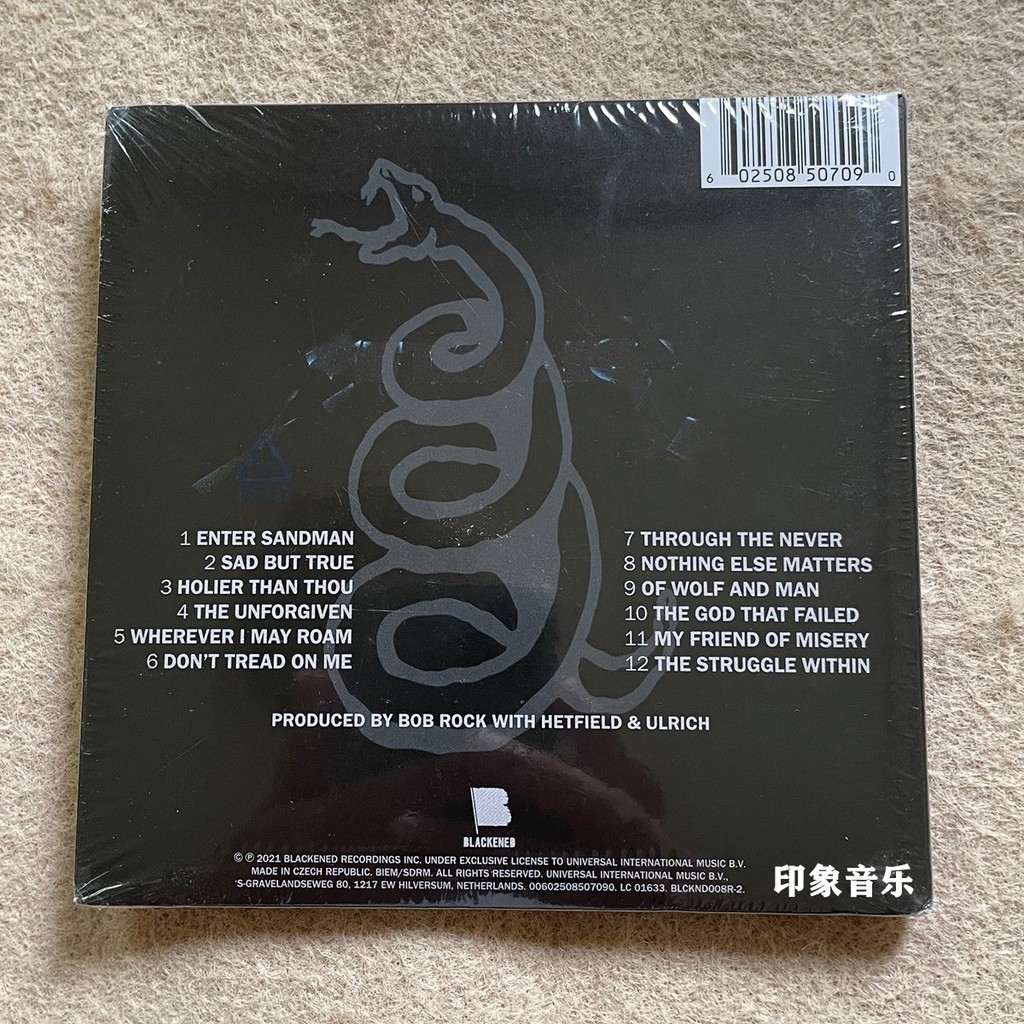 6 02508 50709 0
1 ENTER SANDMAN
2 SAD BUT TRUE
3 HOLIER THAN THOU
4 THE UNFORGIVEN
5 WHEREVER I MAY ROAM
6 DON'T TREAD ON ME
7 THROUGH THE NEVER
8 NOTHING ELSE MATTERS
9 OF WOLF AND MAN
10 THE GOD THAT FAILED
11 MY FRIEND OF MISERY
12 THE STRUGGLE WITHIN
PRODUCED BY BOB ROCK WITH HETFIELD & ULRICH
B
BLACKENED
© ℗ 2021 BLACKENED RECORDINGS INC. UNDER EXCLUSIVE LICENSE TO UNIVERSAL INTERNATIONAL MUSIC B.V.
MADE IN CZECH REPUBLIC. BIEM/SDRM. ALL RIGHTS RESERVED. UNIVERSAL INTERNATIONAL MUSIC B.V.,
'S-GRAVELANDSEWEG 80, 1217 EW HILVERSUM, NETHERLANDS. 00602508507090. LC 01633. BLCKND008R-2.
印象音乐